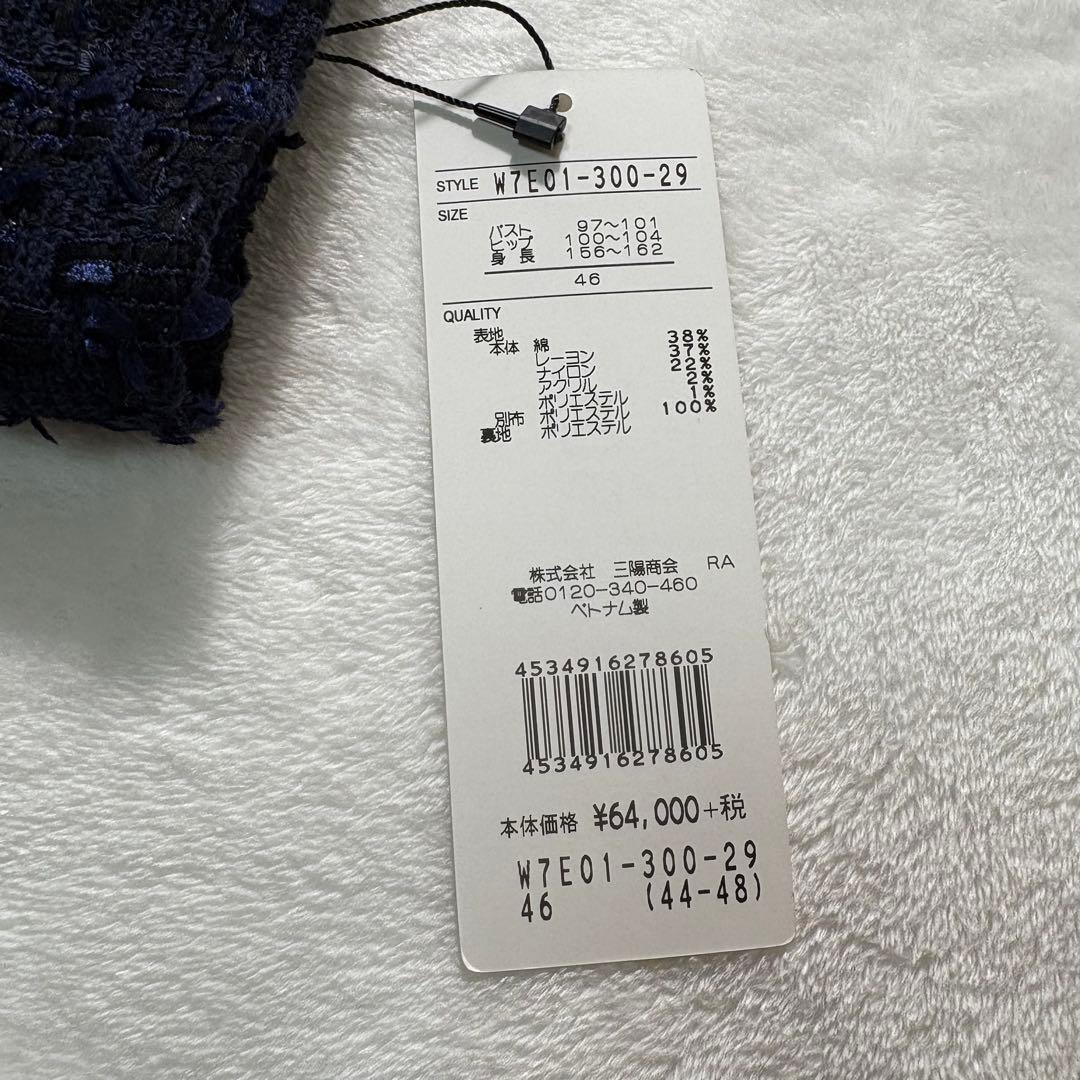 STYLE W7E01-300-29
SIZE
バスト 97〜101
ヒップ 100〜104
身長 156〜162
46
QUALITY
表地
本体 綿 38%
レーヨン 37%
ナイロン 22%
アクリル 2%
ポリエステル 1%
別布 ポリエステル 100%
裏地 ポリエステル
株式会社 三陽商会 RA
電話0120-340-460
ベトナム製
4534916278605
4534916278605
本体価格 ¥64,000+税
W7E01-300-29
46 (44-48)